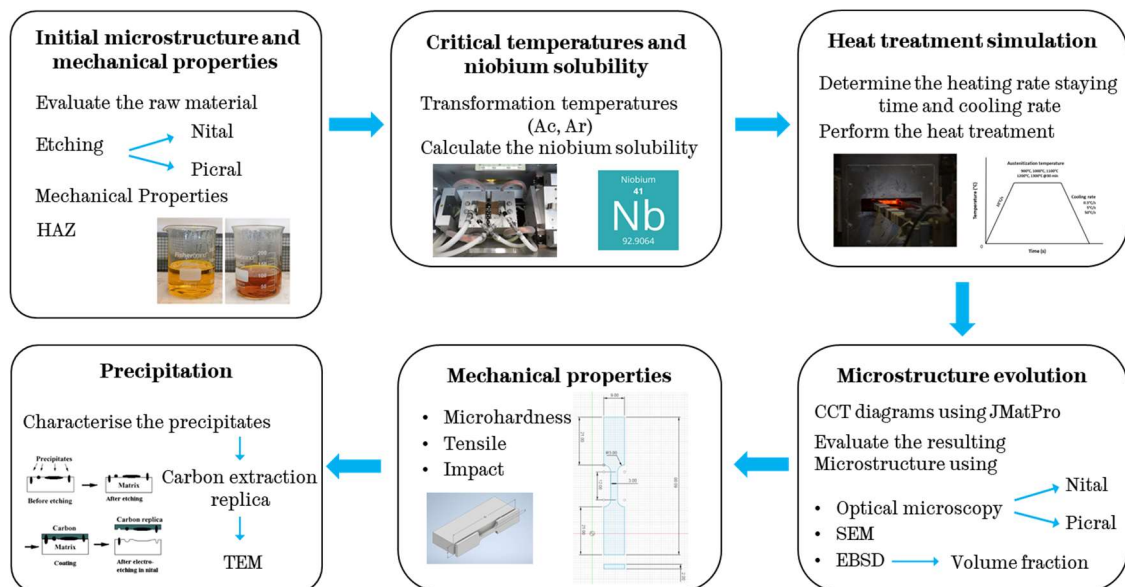 Initial microstructure and
mechanical properties
Evaluate the raw material
Etching
Nital
Picral
Mechanical Properties
HAZ
Critical temperatures and
niobium solubility
Transformation temperatures
(Ac, Ar)
Calculate the niobium solubility
Niobium
41
Nb
92.9064
Heat treatment simulation
Determine the heating rate staying
time and cooling rate
Perform the heat treatment
Austenitization temperature
Cooling rate
Temperature (°C)
Time (s)
Microstructure evolution
CCT diagrams using JMatPro
Evaluate the resulting
Microstructure using
• Optical microscopy
Nital
Picral
• SEM
• EBSD
Volume fraction
Mechanical properties
• Microhardness
• Tensile
• Impact
Precipitation
Characterise the precipitates
Carbon extraction
replica
TEM
Precipitates
Matrix
Before etching
Matrix
After etching
Carbon
Matrix
Coating
Carbon replica
After electro-
etching in nital